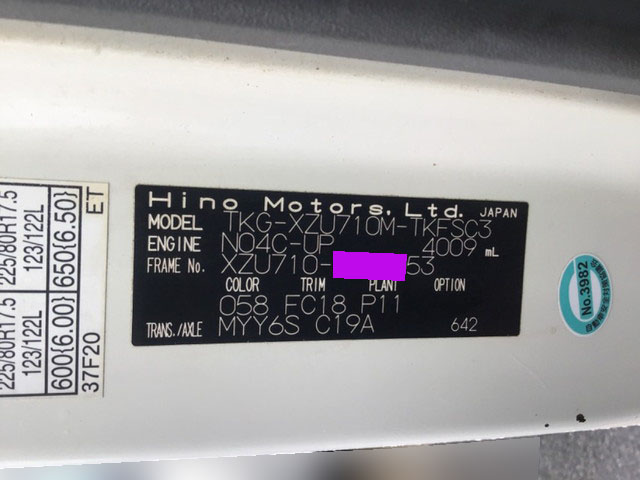 Hino Motors, Ltd. JAPAN
MODEL TKG-XZU710M-TKFSC3
ENGINE N04C-UP 4009 mL
FRAME No. XZU710- 53
COLOR TRIM PLANT OPTION
058 FC18 P11
TRANS./AXLE MYY6S C19A 642
225/80R17.5 225/80R17.5
123/122L 123/122L
600{6.00} 650{6.50}
37F20 ET
No.3982